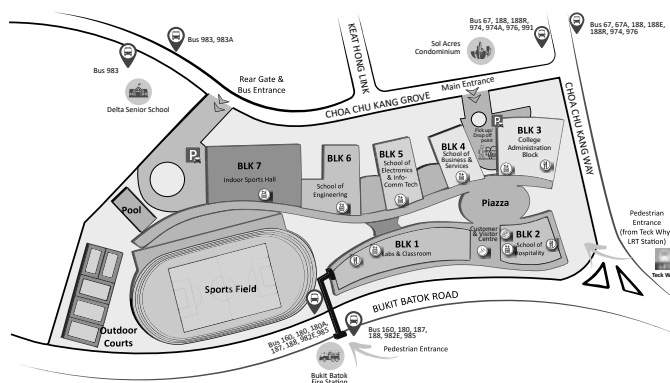 Bus 983, 983A
Bus 983
Delta Senior School
Rear Gate &
Bus Entrance
KEAT HONG LINK
Sol Acres
Condominium
Bus 67, 188, 188R,
974, 974A, 976, 991
Bus 67, 67A, 188, 188E,
188R, 974, 976
Main Entrance
CHOA CHU KANG GROVE
CHOA CHU KANG WAY
Pick up/
Drop off
point
BLK 3
College
Administration
Block
BLK 4
School of
Business &
Services
BLK 5
School of
Electronics
& Info-
Comm Tech
BLK 6
School of
Engineering
BLK 7
Indoor Sports Hall
Pool
Piazza
Customer
& Visitor
Centre
BLK 2
School of
Hospitality
BLK 1
Labs & Classroom
Sports Field
Outdoor
Courts
Pedestrian
Entrance
(from Teck Why
LRT Station)
Teck W
BUKIT BATOK ROAD
Bus 160, 180, 180A,
187, 188, 982E, 985
Bus 160, 180, 187,
188, 982E, 985
Pedestrian Entrance
Bukit Batok
Fire Station